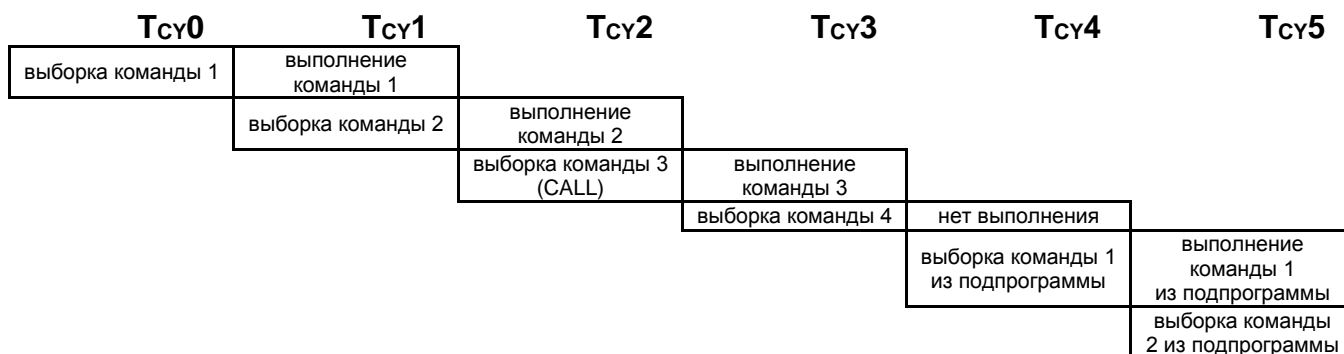 TCY0 TCY1 TCY2 TCY3 TCY4 TCY5
выборка команды 1
выполнение
команды 1
выборка команды 2
выполнение
команды 2
выборка команды 3
(CALL)
выполнение
команды 3
выборка команды 4
нет выполнения
выборка команды 1
из подпрограммы
выполнение
команды 1
из подпрограммы
выборка команды
2 из подпрограммы